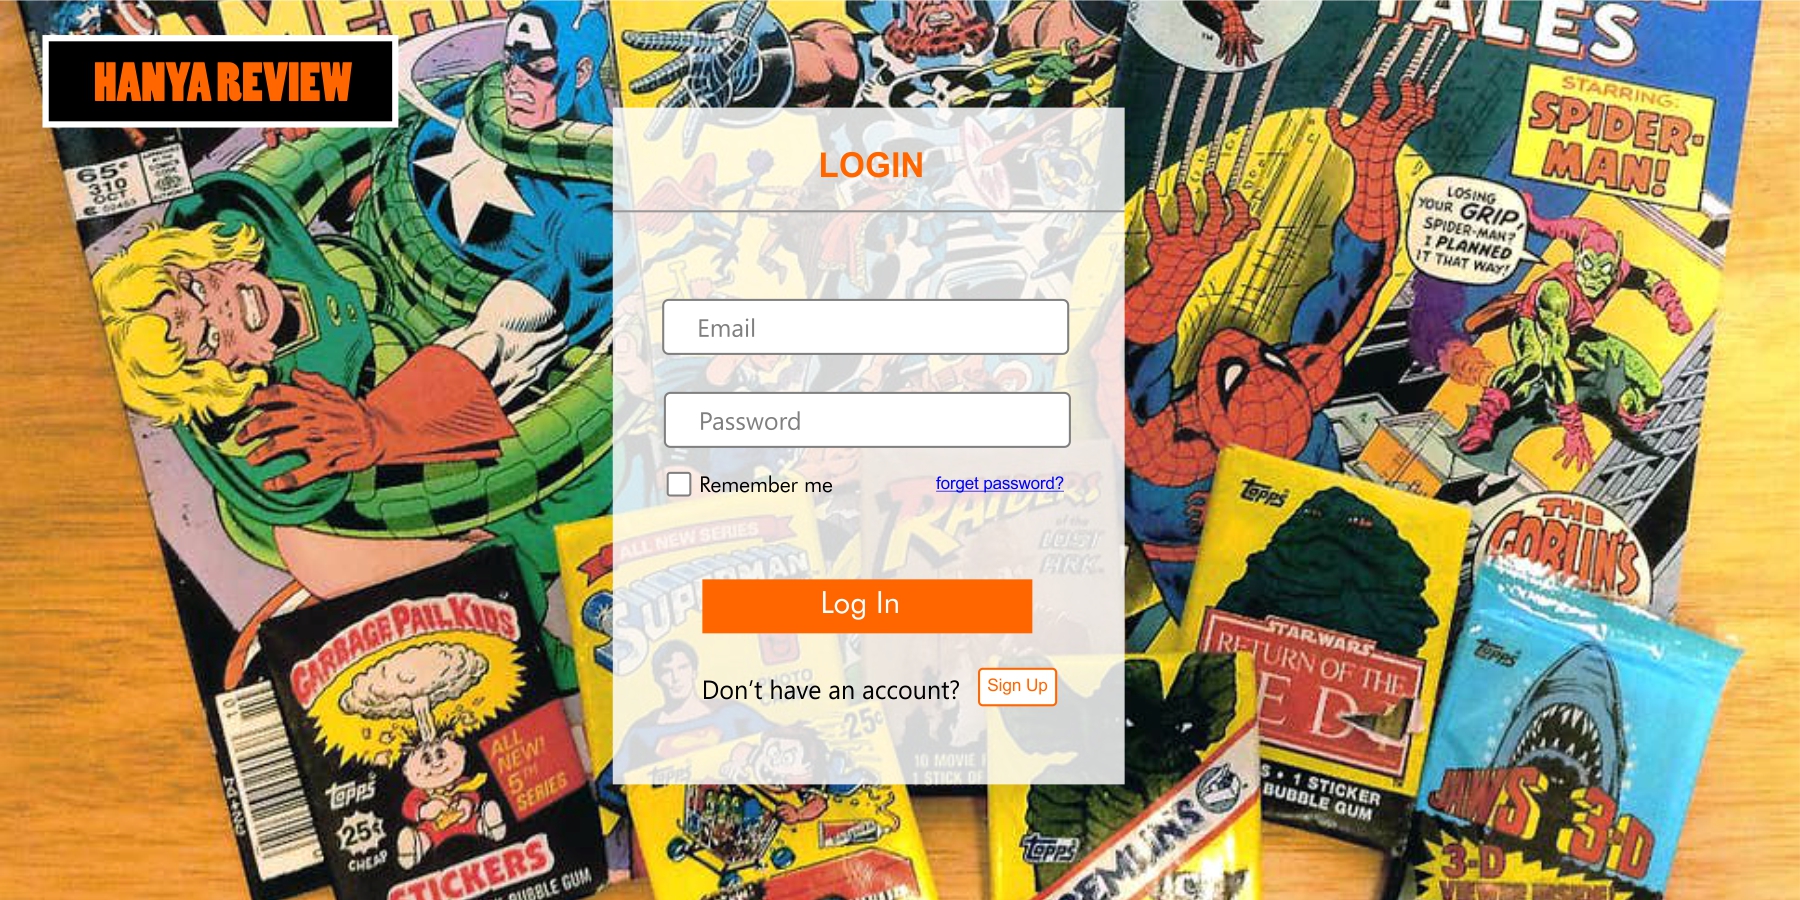 HANYA REVIEW
TALES
STARRING:
SPIDER-
MAN!
65¢
310
OCT
02453
LOSING
YOUR GRIP,
SPIDER-MAN?
I PLANNED
IT THAT WAY!
LOGIN
Email
Password
Remember me
forget password?
RAIDERS
of the
LOST
ARK
ALL NEW SERIES
Log In
Don't have an account?
Sign Up
25¢
10 MOVIE
1 STICK OF
topps
THE
GOBLIN'S
topps
STAR WARS
RETURN OF THE
JEDI
1 STICKER
BUBBLE GUM
topps
JAWS 3-D
3-D
GARBAGE PAIL KIDS
ALL
NEW!
5TH
SERIES
topps
25¢
CHEAP
STICKERS
BUBBLE GUM
topps
topps
GREMLINS